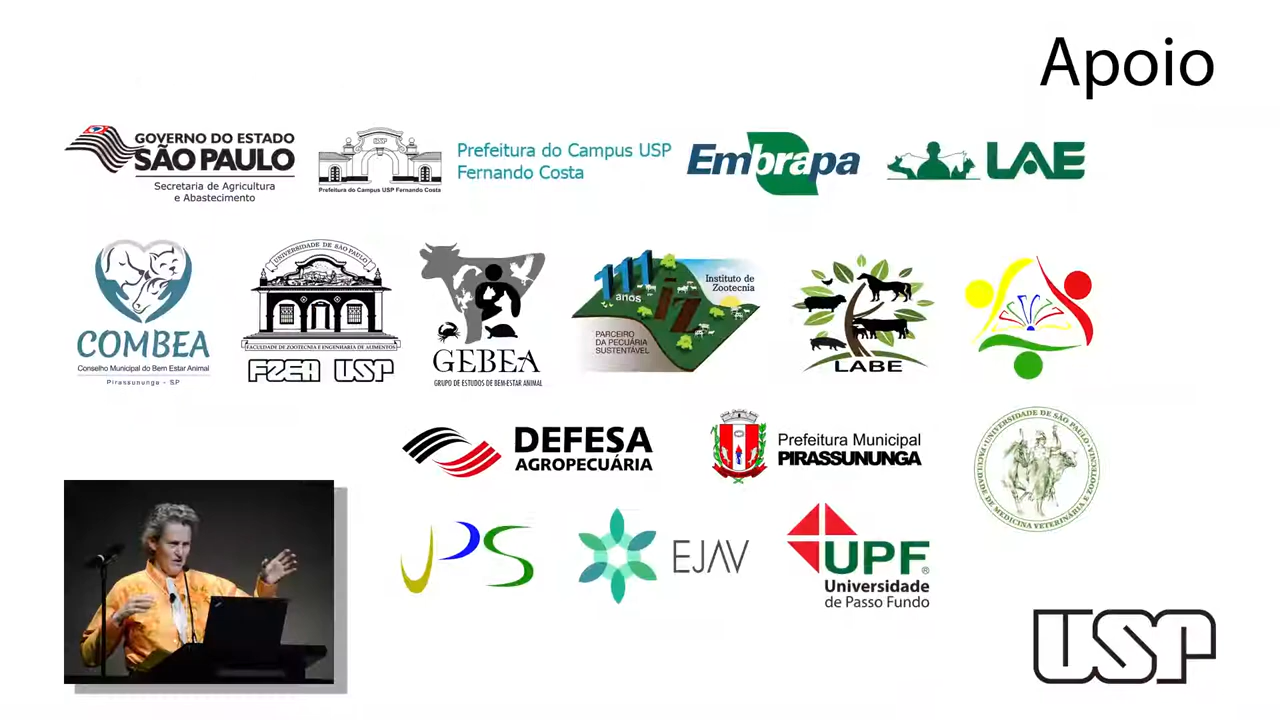 Apoio
GOVERNO DO ESTADO
SÃO PAULO
Secretaria de Agricultura
e Abastecimento
USP
Prefeitura do Campus USP Fernando Costa
Prefeitura do Campus USP
Fernando Costa
Embrapa
LAE
COMBEA
Conselho Municipal do Bem Estar Animal
Pirassununga - SP
UNIVERSIDADE DE SÃO PAULO
FACULDADE DE ZOOTECNIA E ENGENHARIA DE ALIMENTOS
FZEA USP
GEBEA
GRUPO DE ESTUDOS DE BEM-ESTAR ANIMAL
111
anos
iz
Instituto de
Zootecnia
PARCEIRO
DA PECUÁRIA
SUSTENTÁVEL
LABE
DEFESA
AGROPECUÁRIA
Prefeitura Municipal
PIRASSUNUNGA
UNIVERSIDADE DE SÃO PAULO
FACULDADE DE MEDICINA VETERINÁRIA E ZOOTECNIA
JPS
EJAV
UPF®
Universidade
de Passo Fundo
USP